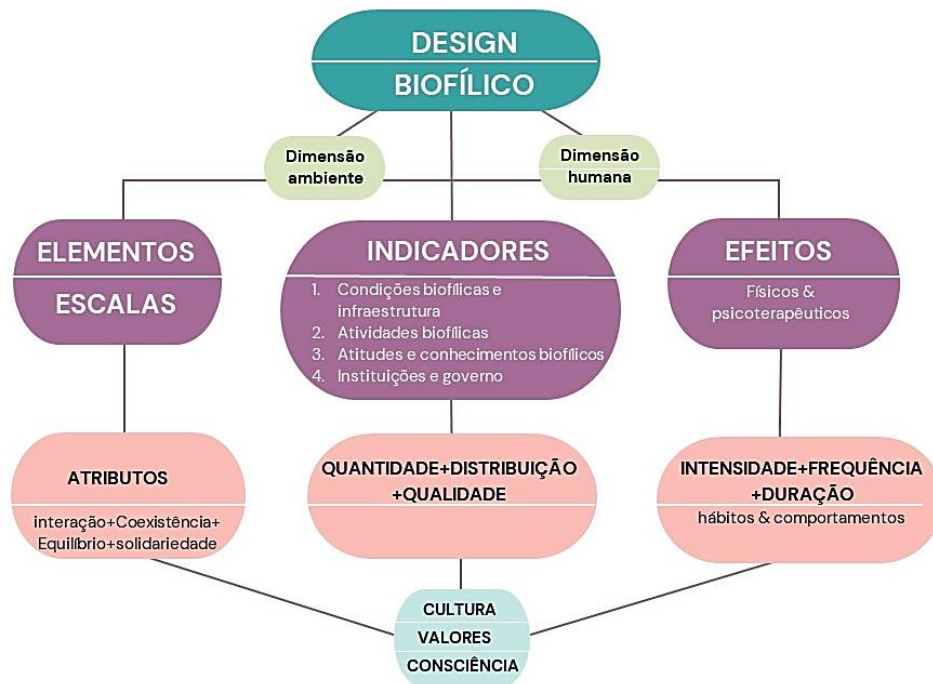 DESIGN
BIOFÍLICO
Dimensão
ambiente
Dimensão
humana
ELEMENTOS
ESCALAS
INDICADORES
1. Condições biofílicas e
infraestrutura
2. Atividades biofílicas
3. Atitudes e conhecimentos biofílicos
4. Instituições e governo
EFEITOS
Físicos &
psicoterapêuticos
ATRIBUTOS
interação+Coexistência+
Equilíbrio+solidariedade
QUANTIDADE+DISTRIBUIÇÃO
+QUALIDADE
INTENSIDADE+FREQUÊNCIA
+DURAÇÃO
hábitos & comportamentos
CULTURA
VALORES
CONSCIÊNCIA